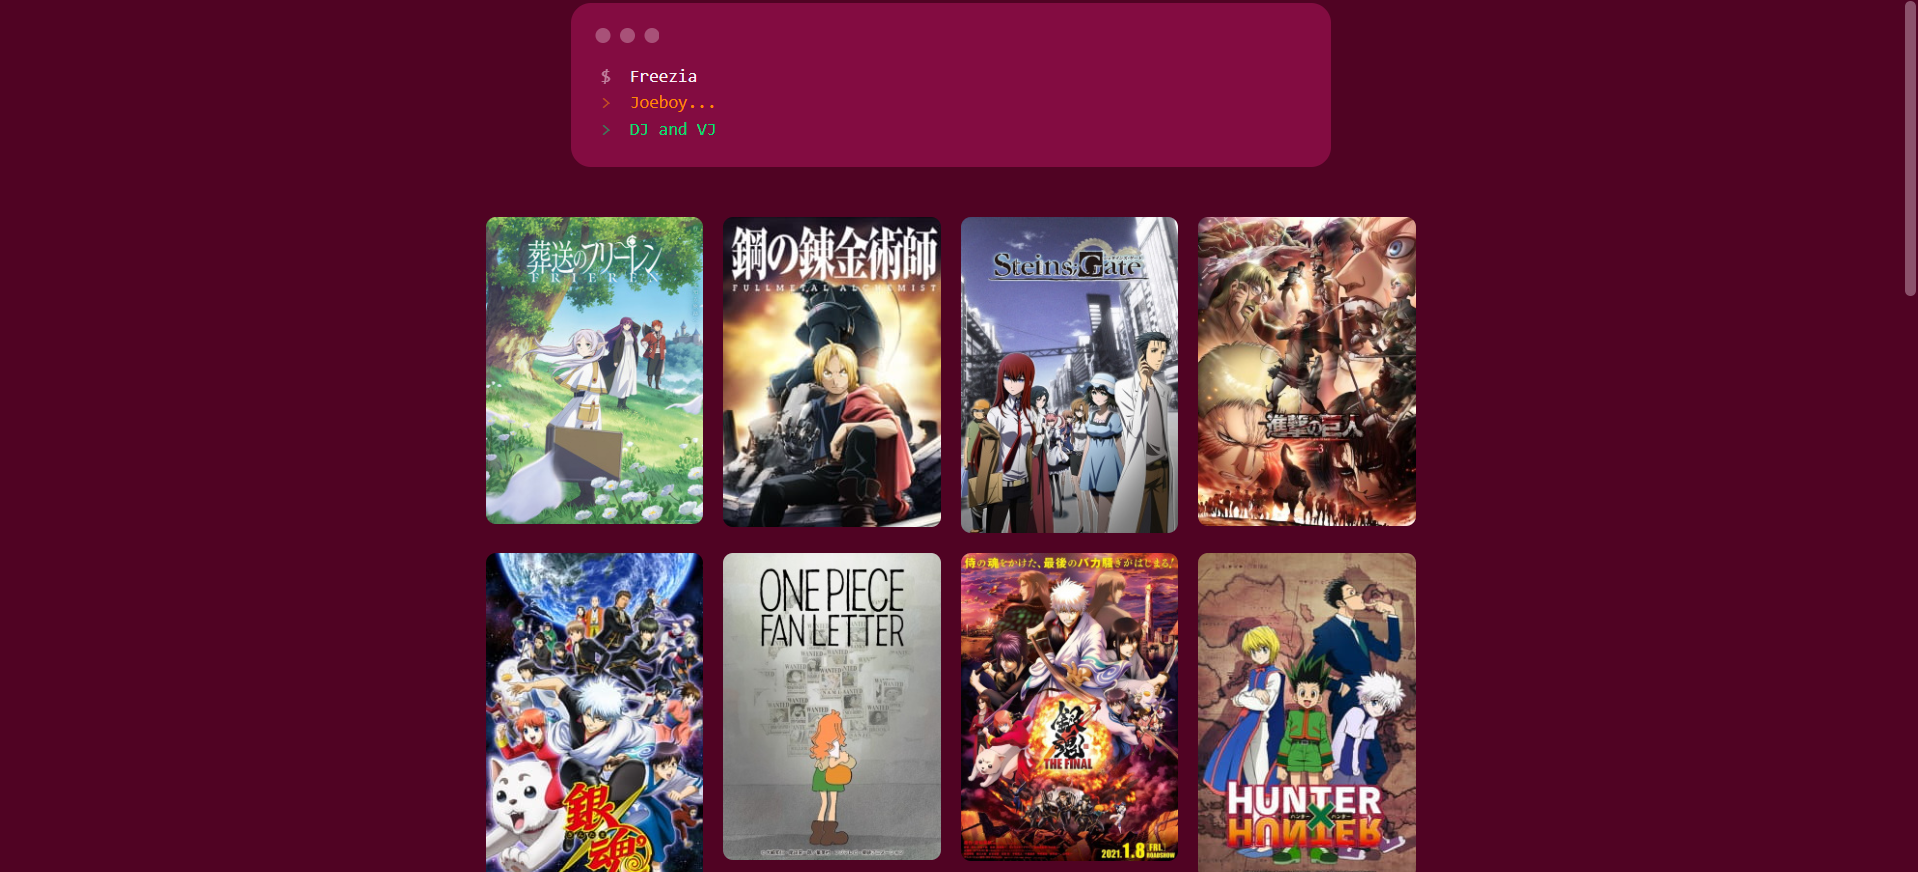 $ Freezia
> Joeboy...
> DJ and VJ
葬送のフリーレン
FRIEREN
鋼の錬金術師
FULLMETAL ALCHEMIST
Steins;Gate
進撃の巨人
3
銀魂
ONE PIECE
FAN LETTER
WANTED
侍の魂をかけた、最後のバカ騒ぎがはじまる!
銀魂
THE FINAL
2021.1.8 FRI. ROADSHOW
HUNTER
ハンター×ハンター
HUNTER